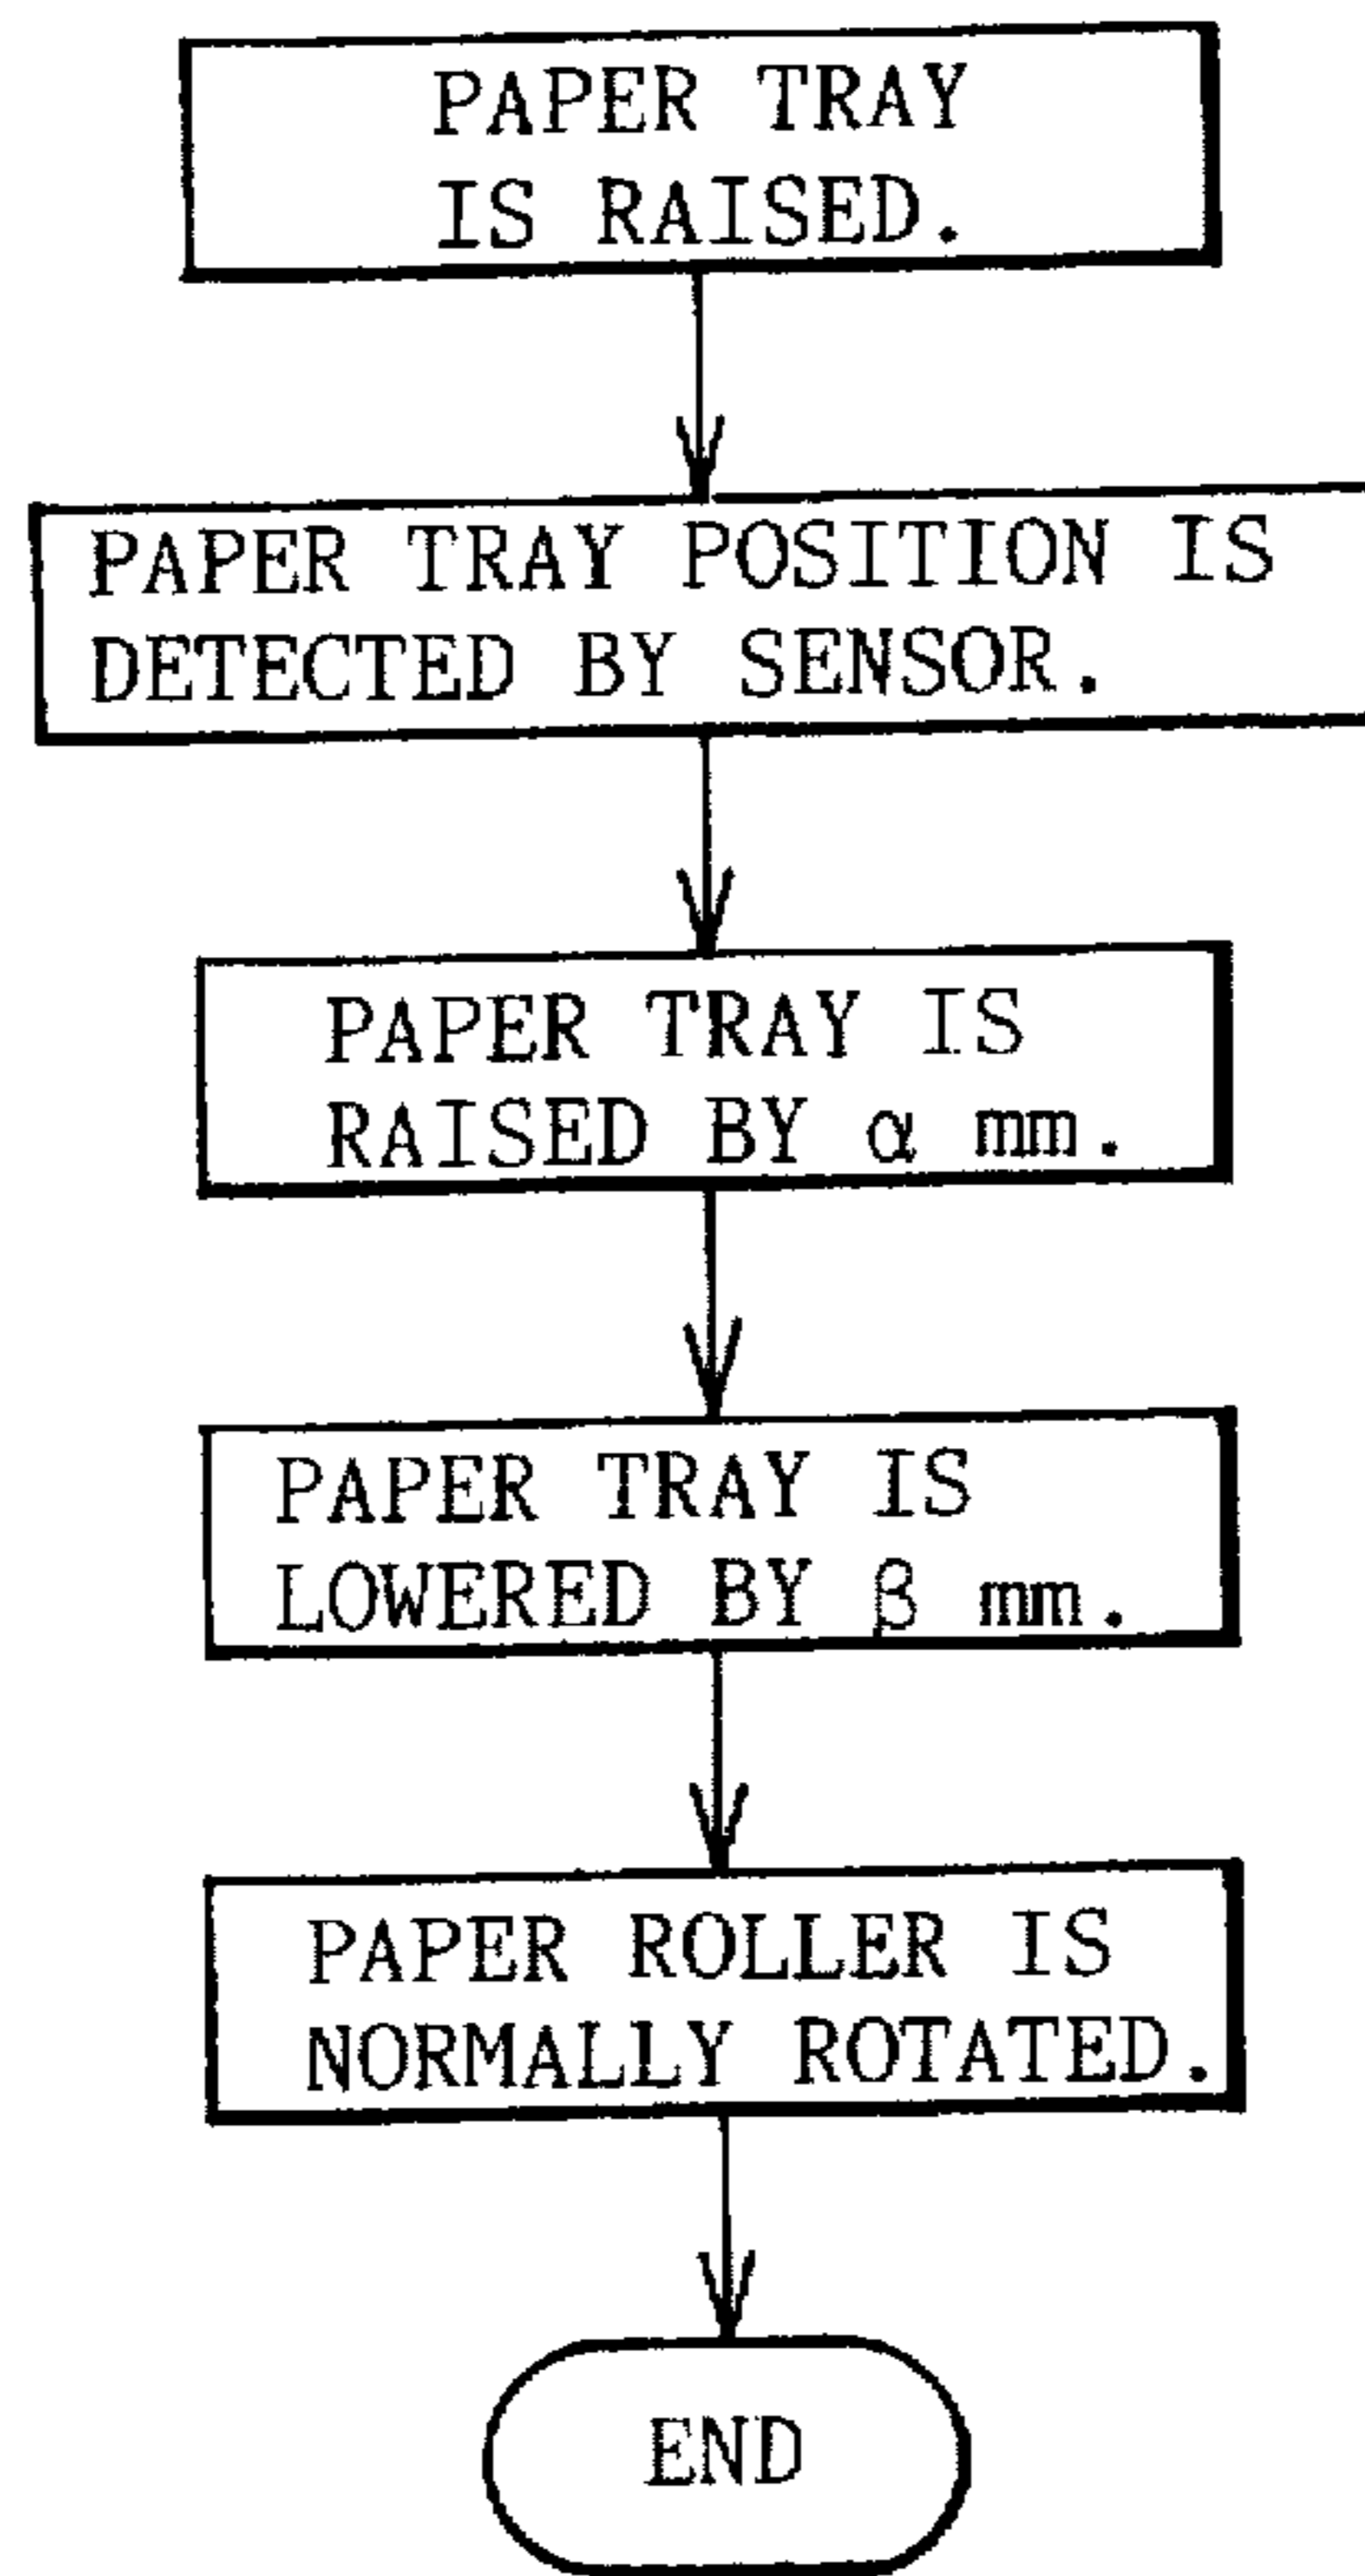 PAPER TRAY
IS RAISED.
PAPER TRAY POSITION IS
DETECTED BY SENSOR.
PAPER TRAY IS
RAISED BY α mm.
PAPER TRAY IS
LOWERED BY β mm.
PAPER ROLLER IS
NORMALLY ROTATED.
END